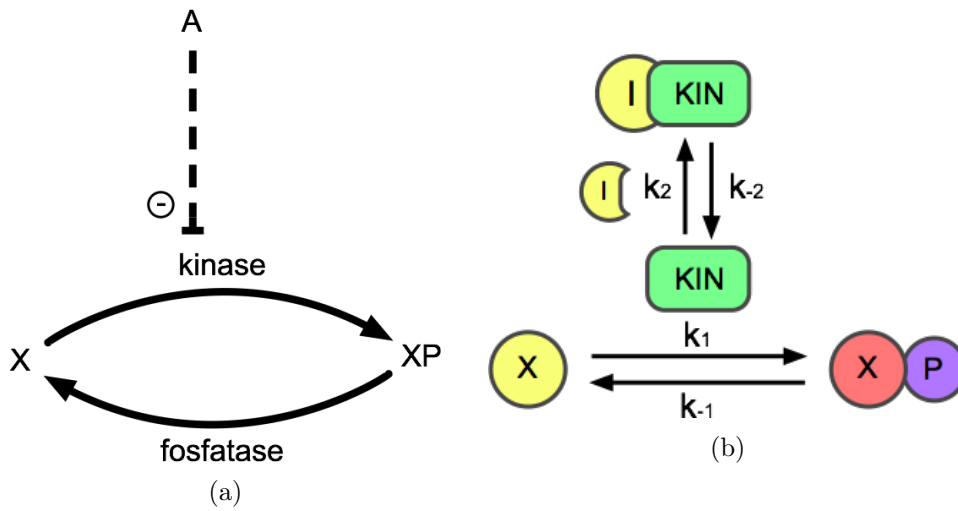 A
⊖
kinase
X
XP
fosfatase
(a)
I
KIN
I
k2
k-2
KIN
k1
X
X
P
k-1
(b)